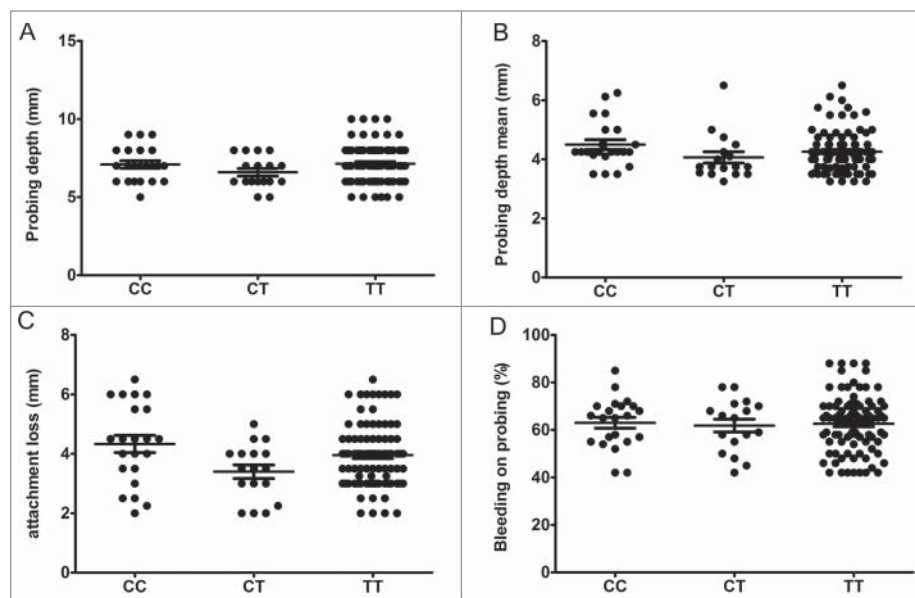 A
Probing depth (mm)
15
10
5
0
CC CT TT
B
Probing depth mean (mm)
8
6
4
2
0
CC CT TT
C
attachment loss (mm)
8
6
4
2
0
CC CT TT
D
Bleeding on probing (%)
100
80
60
40
20
0
CC CT TT